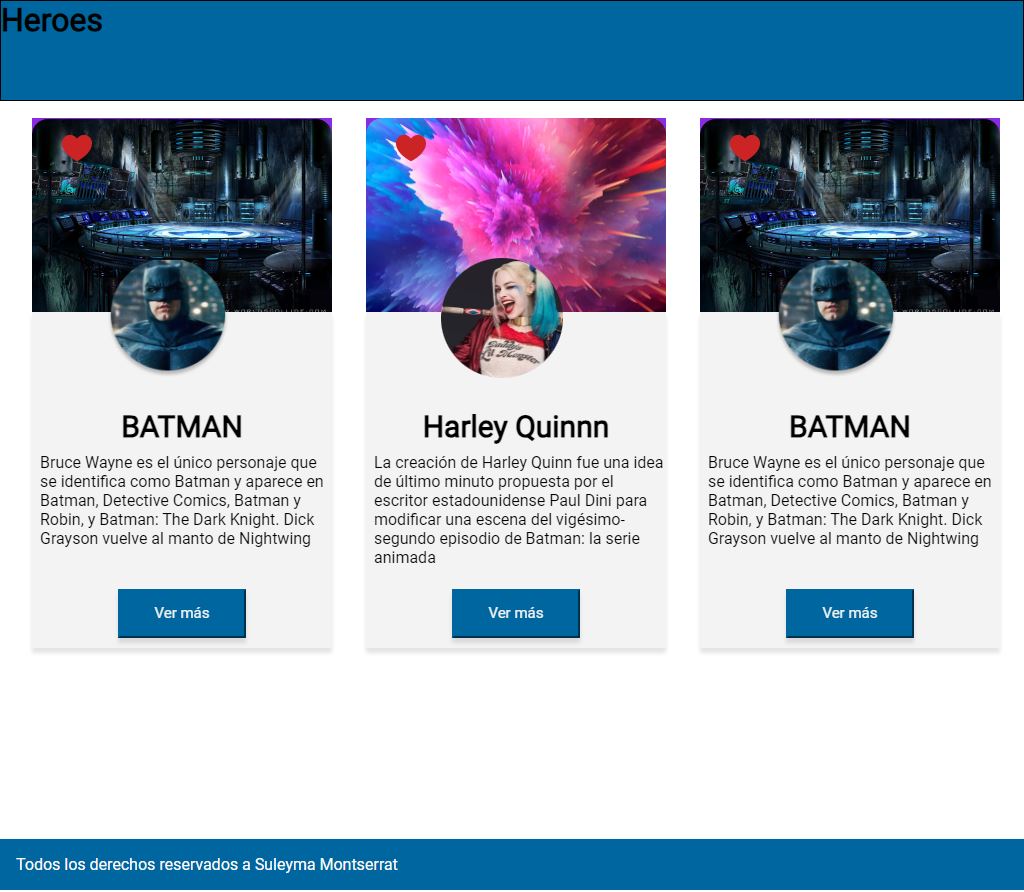 Heroes
BATMAN
Bruce Wayne es el único personaje que
se identifica como Batman y aparece en
Batman, Detective Comics, Batman y
Robin, y Batman: The Dark Knight. Dick
Grayson vuelve al manto de Nightwing
Ver más
Daddy's
Lil Monster
Harley Quinnn
La creación de Harley Quinn fue una idea
de último minuto propuesta por el
escritor estadounidense Paul Dini para
modificar una escena del vigésimo-
segundo episodio de Batman: la serie
animada
Ver más
BATMAN
Bruce Wayne es el único personaje que
se identifica como Batman y aparece en
Batman, Detective Comics, Batman y
Robin, y Batman: The Dark Knight. Dick
Grayson vuelve al manto de Nightwing
Ver más
Todos los derechos reservados a Suleyma Montserrat